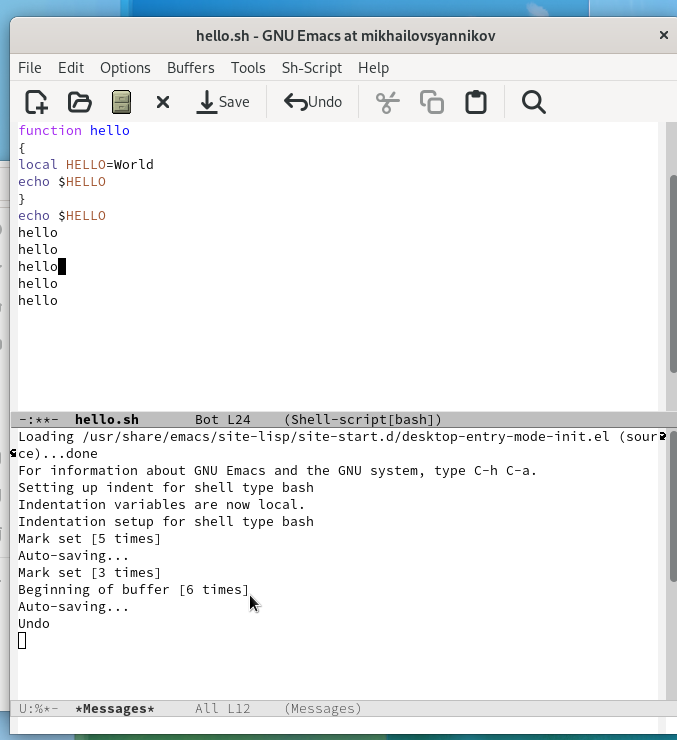 hello.sh - GNU Emacs at mikhailovsyannikov
File Edit Options Buffers Tools Sh-Script Help
Save Undo
function hello
{
local HELLO=World
echo $HELLO
}
echo $HELLO
hello
hello
hello
hello
hello
-:**- hello.sh Bot L24 (Shell-script[bash])
Loading /usr/share/emacs/site-lisp/site-start.d/desktop-entry-mode-init.el (sour
ce)...done
For information about GNU Emacs and the GNU system, type C-h C-a.
Setting up indent for shell type bash
Indentation variables are now local.
Indentation setup for shell type bash
Mark set [5 times]
Auto-saving...
Mark set [3 times]
Beginning of buffer [6 times]
Auto-saving...
Undo
U:%*- *Messages* All L12 (Messages)